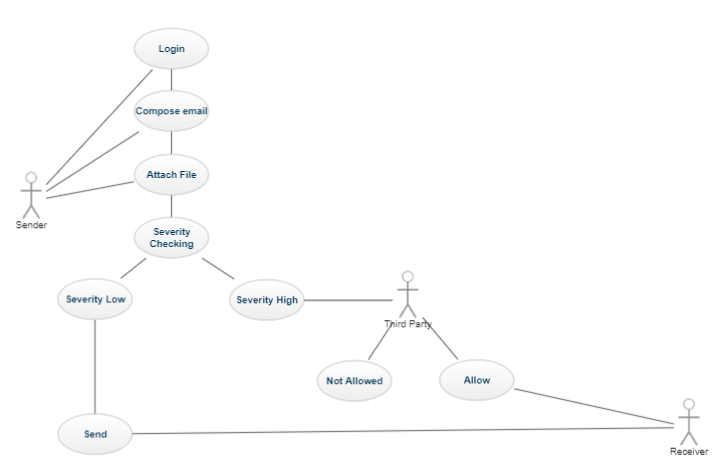 Login
Compose email
Attach File
Sender
Severity
Checking
Severity Low
Severity High
Third Party
Not Allowed
Allow
Send
Receiver